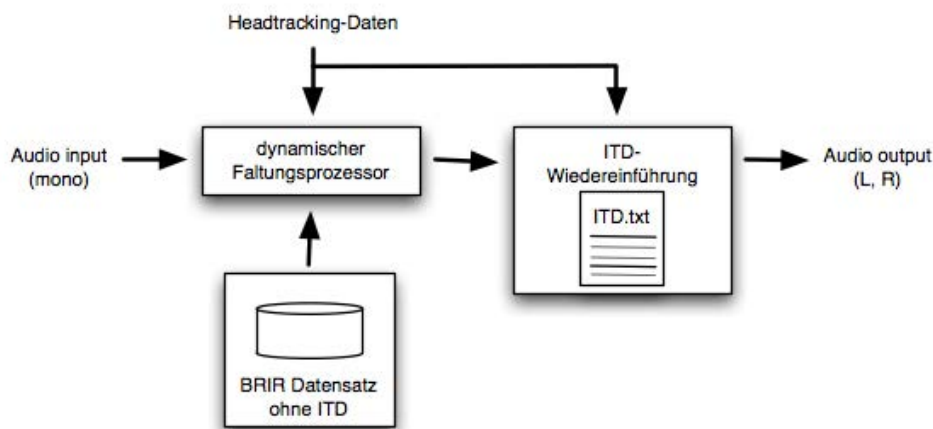 Headtracking-Daten
Audio input
(mono)
dynamischer
Faltungsprozessor
ITD-
Wiedereinführung
ITD.txt
Audio output
(L, R)
BRIR Datensatz
ohne ITD